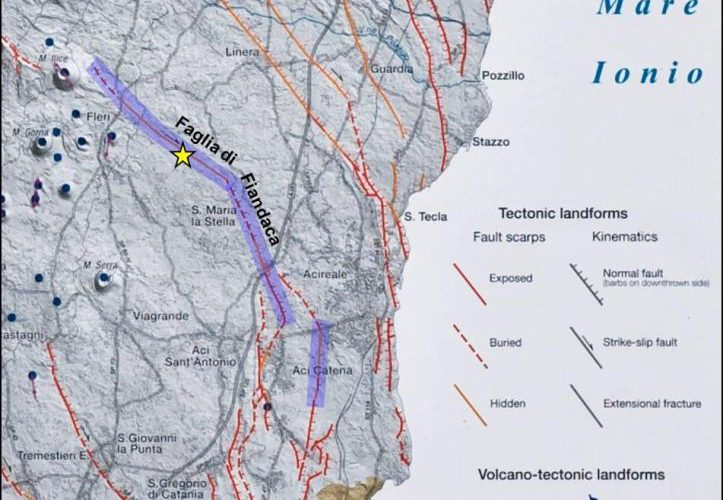 Mare
Ionio
M. Ilice
Linera
Guardia
Pozzillo
Fleri
M. Gorna
Stazzo
Faglia di Fiandaca
S. Maria
la Stella
S. Tecla
M. Serra
Acireale
Viagrande
Aci
Sant'Antonio
Aci Catena
Tremestieri E.
S.Giovanni
la Punta
S.Gregorio
di Catania
Tectonic landforms
Fault scarps
Kinematics
Exposed
Normal fault
(barbs on downthrown side)
Buried
Strike-slip fault
Hidden
Extensional fracture
Volcano-tectonic landforms